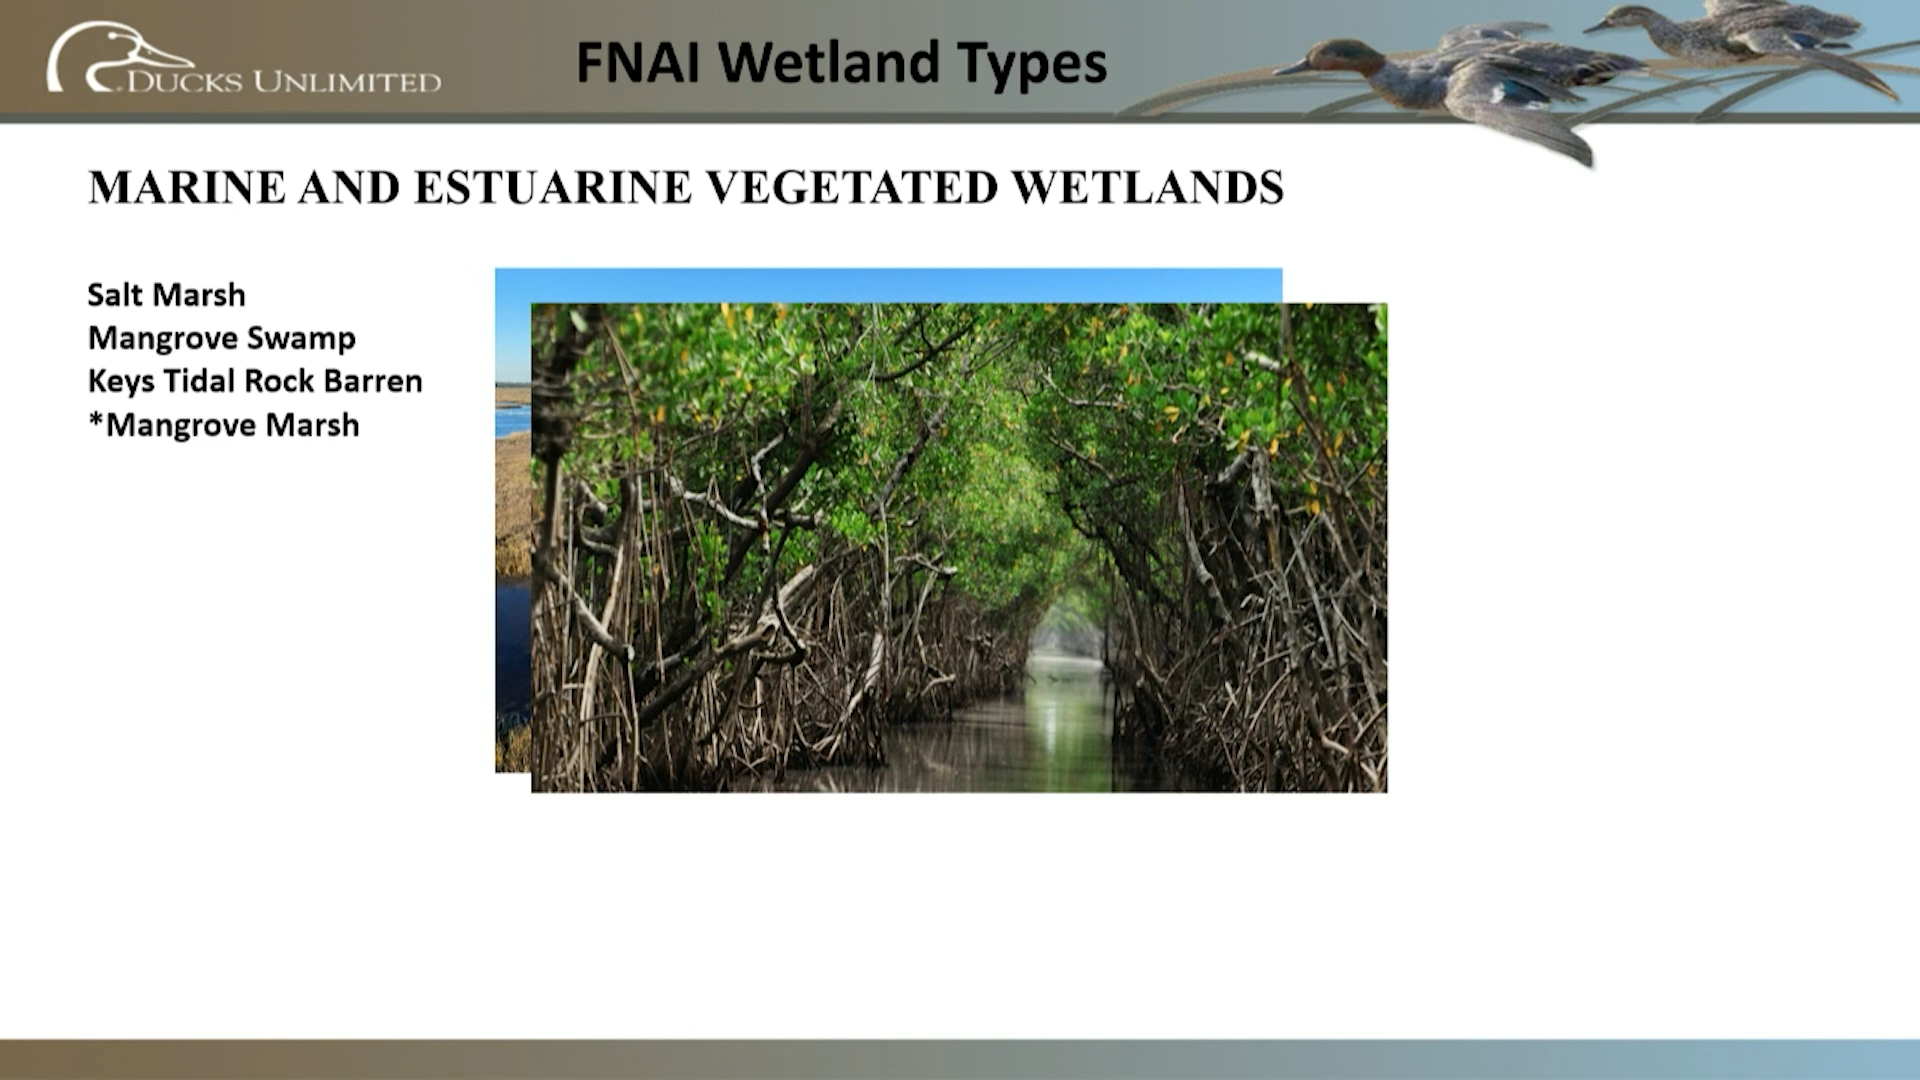 DUCKS UNLIMITED
FNAI Wetland Types
MARINE AND ESTUARINE VEGETATED WETLANDS
Salt Marsh
Mangrove Swamp
Keys Tidal Rock Barren
*Mangrove Marsh